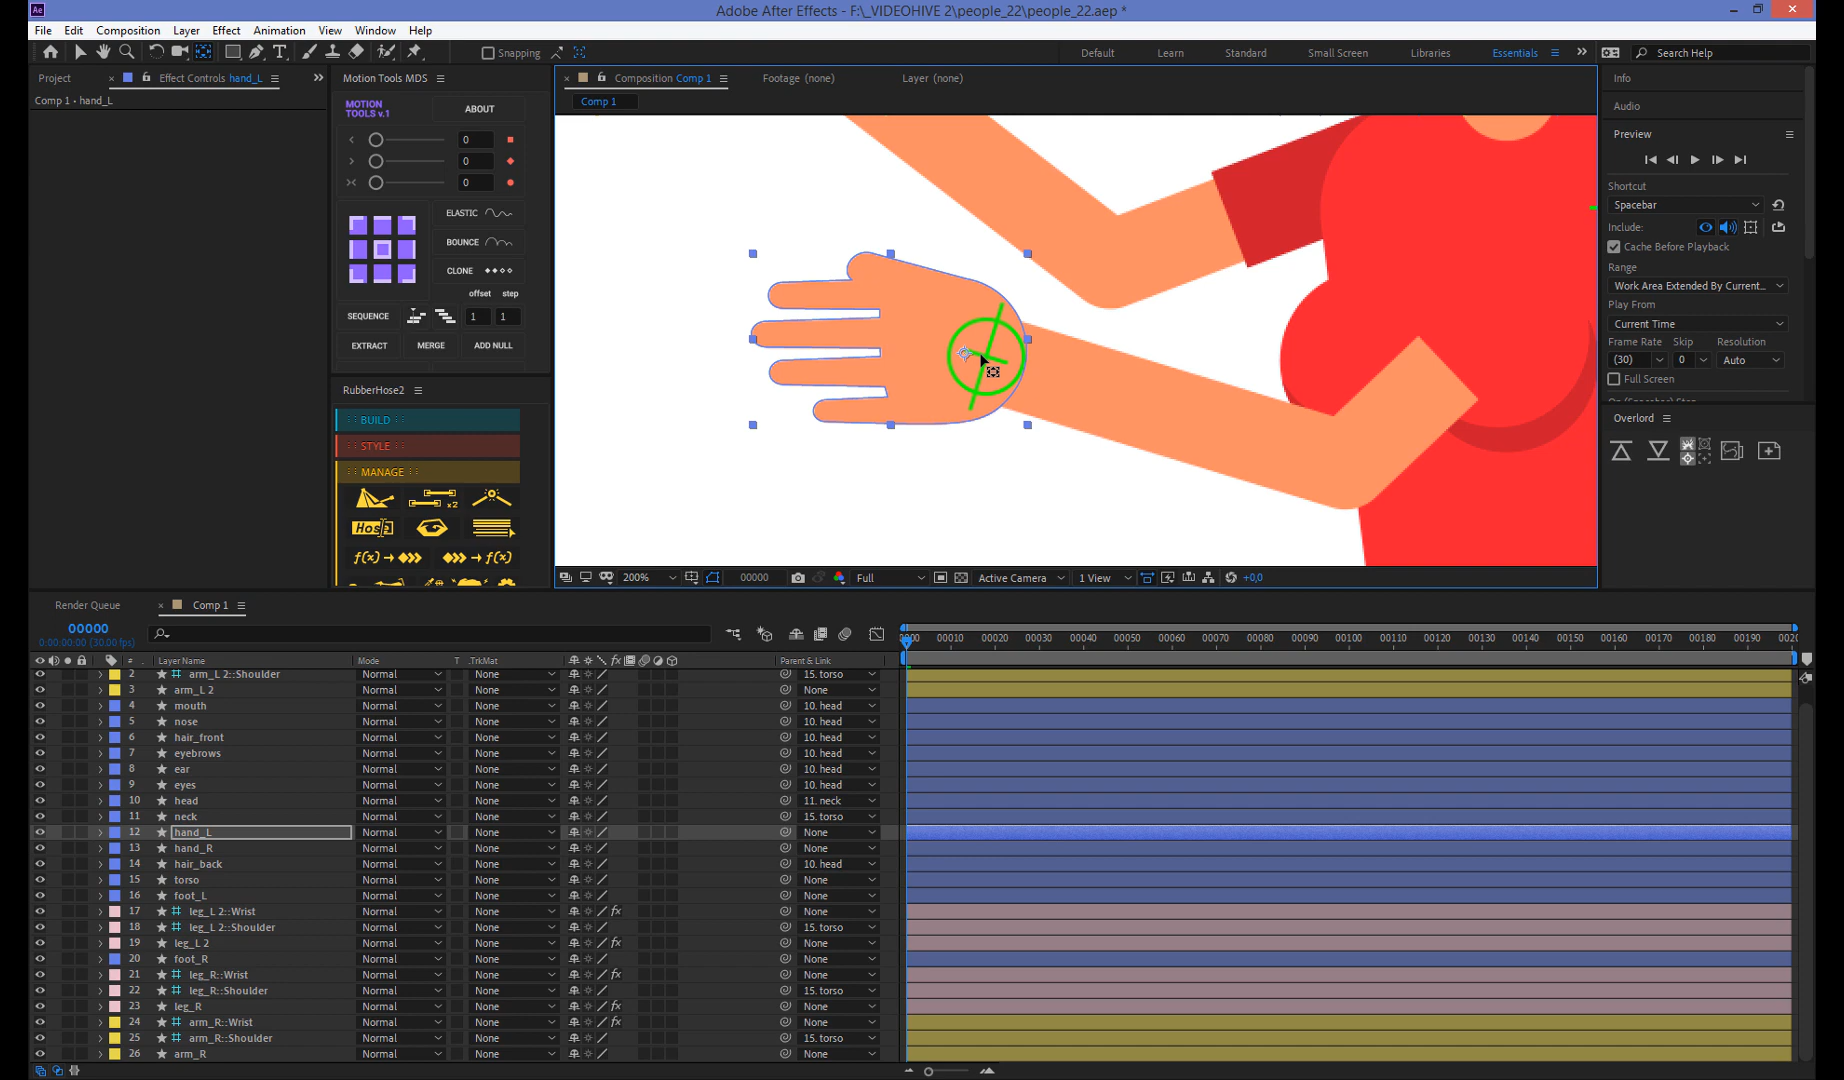 Ae Adobe After Effects - F:\_VIDEOHIVE 2\people_22\people_22.aep *
File Edit Composition Layer Effect Animation View Window Help
Snapping Default Learn Standard Small Screen Libraries Essentials Search Help
Project Effect Controls hand_L Motion Tools MDS Composition Comp 1 Footage (none) Layer (none) Info
Comp 1 • hand_L Comp 1
MOTION TOOLS v.1 ABOUT Audio
0
0
0
ELASTIC
BOUNCE
CLONE
offset step
SEQUENCE 1 1
EXTRACT MERGE ADD NULL
RubberHose2
:: BUILD ::
:: STYLE ::
:: MANAGE ::
x2
Hose
f(x) f(x)
Preview
Shortcut
Spacebar
Include:
Cache Before Playback
Range
Work Area Extended By Current...
Play From
Current Time
Frame Rate Skip Resolution
(30) 0 Auto
Full Screen
Overlord
200% 00000 Full Active Camera 1 View +0,0
Render Queue Comp 1
00000
0:00:00:00 (30.00 fps)
00010 00020 00030 00040 00050 00060 00070 00080 00090 00100 00110 00120 00130 00140 00150 00160 00170 00180 00190
# Layer Name Mode T .TrkMat fx Parent & Link
2 arm_L 2::Shoulder Normal None 15. torso
3 arm_L 2 Normal None None
4 mouth Normal None 10. head
5 nose Normal None 10. head
6 hair_front Normal None 10. head
7 eyebrows Normal None 10. head
8 ear Normal None 10. head
9 eyes Normal None 10. head
10 head Normal None 11. neck
11 neck Normal None 15. torso
12 hand_L Normal None None
13 hand_R Normal None None
14 hair_back Normal None 10. head
15 torso Normal None None
16 foot_L Normal None None
17 leg_L 2::Wrist Normal None fx None
18 leg_L 2::Shoulder Normal None 15. torso
19 leg_L 2 Normal None fx None
20 foot_R Normal None None
21 leg_R::Wrist Normal None fx None
22 leg_R::Shoulder Normal None 15. torso
23 leg_R Normal None fx None
24 arm_R::Wrist Normal None fx None
25 arm_R::Shoulder Normal None 15. torso
26 arm_R Normal None None